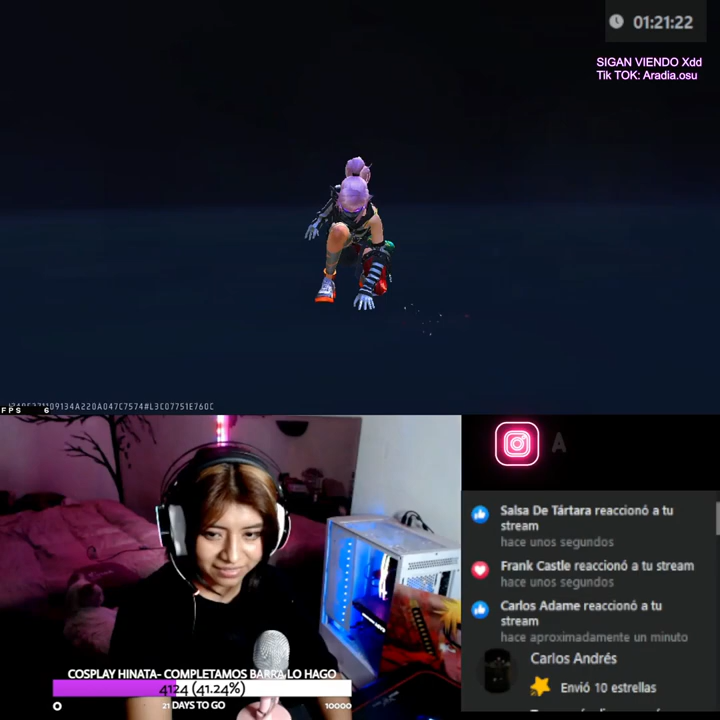 01:21:22
SIGAN VIENDO Xdd
Tik TOK: Aradia.osu
FPS 6
A
Salsa De Tártara reaccionó a tu
stream
hace unos segundos
Frank Castle reaccionó a tu stream
hace unos segundos
Carlos Adame reaccionó a tu
stream
hace aproximadamente un minuto
Carlos Andrés
Envió 10 estrellas
COSPLAY HINATA- COMPLETAMOS BARRA LO HAGO
4124 (41.24%)
0
21 DAYS TO GO
10000